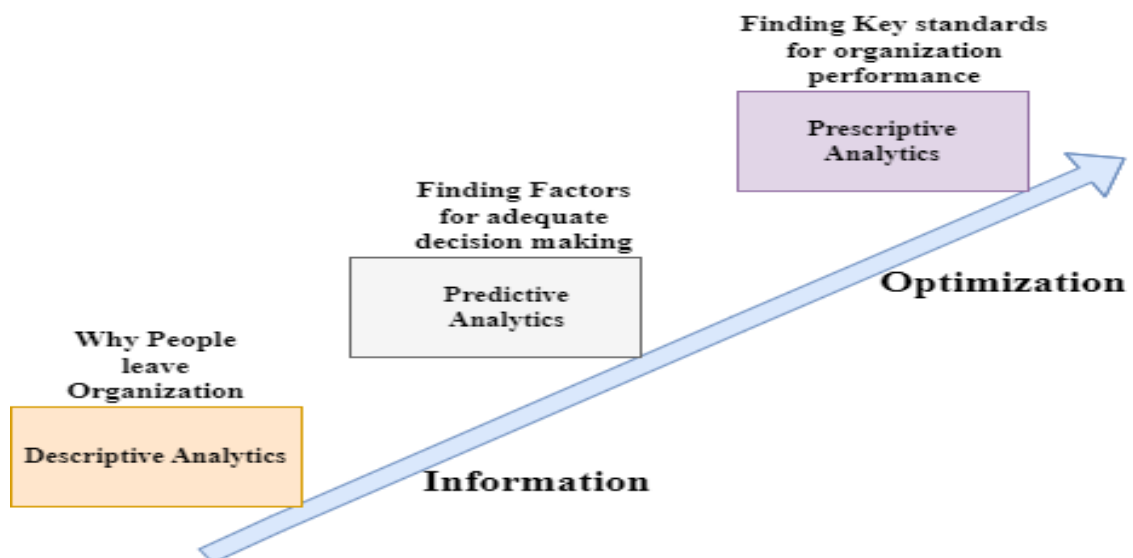 Finding Key standards
for organization
performance
Prescriptive
Analytics
Finding Factors
for adequate
decision making
Predictive
Analytics
Optimization
Why People
leave
Organization
Descriptive Analytics
Information